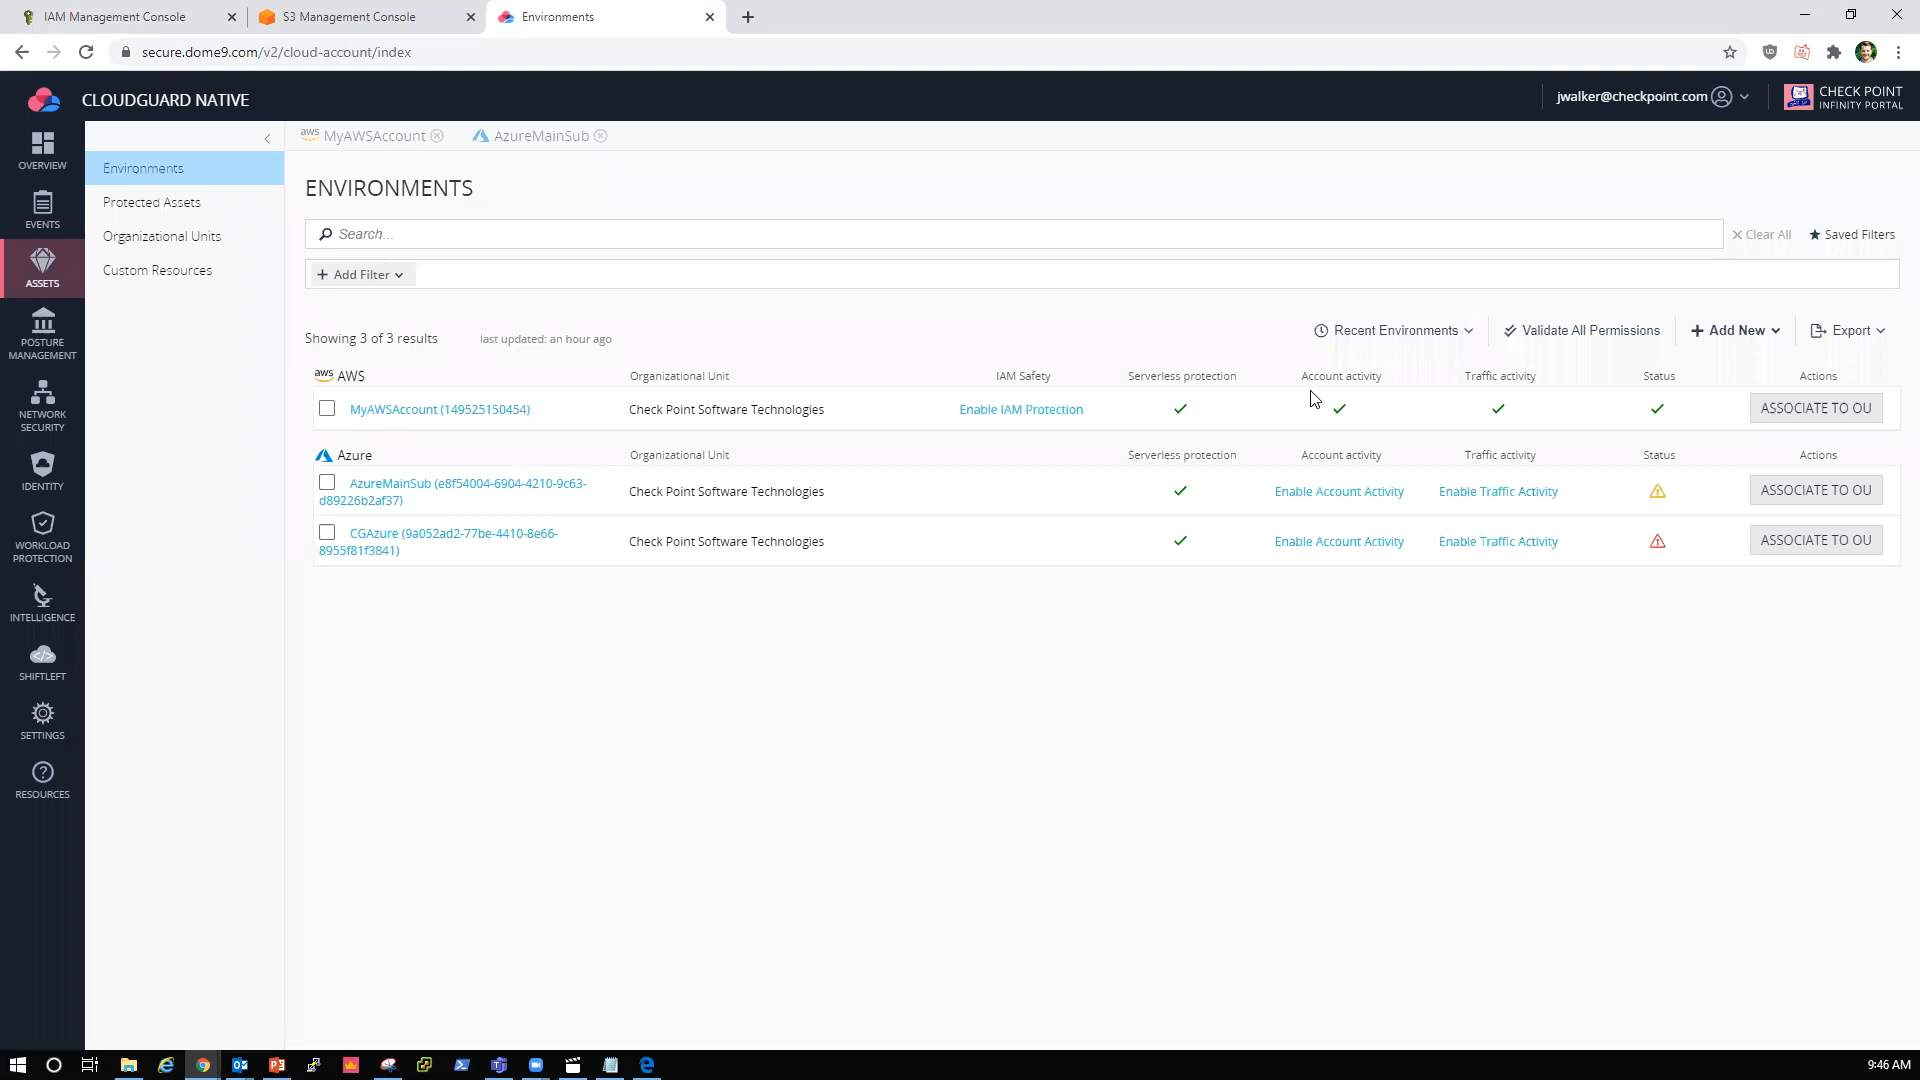 IAM Management Console
S3 Management Console
Environments
secure.dome9.com/v2/cloud-account/index
CLOUDGUARD NATIVE
jwalker@checkpoint.com
CHECK POINT
INFINITY PORTAL
OVERVIEW
EVENTS
ASSETS
POSTURE
MANAGEMENT
NETWORK
SECURITY
IDENTITY
WORKLOAD
PROTECTION
INTELLIGENCE
SHIFTLEFT
SETTINGS
RESOURCES
Environments
Protected Assets
Organizational Units
Custom Resources
aws MyAWSAccount AzureMainSub
ENVIRONMENTS
Search...
Clear All Saved Filters
Add Filter
Showing 3 of 3 results last updated: an hour ago
Recent Environments Validate All Permissions Add New Export
aws AWS Organizational Unit IAM Safety Serverless protection Account activity Traffic activity Status Actions
MyAWSAccount (149525150454) Check Point Software Technologies Enable IAM Protection ASSOCIATE TO OU
Azure Organizational Unit Serverless protection Account activity Traffic activity Status Actions
AzureMainSub (e8f54004-6904-4210-9c63-
d89226b2af37) Check Point Software Technologies Enable Account Activity Enable Traffic Activity ASSOCIATE TO OU
CGAzure (9a052ad2-77be-4410-8e66-
8955f81f3841) Check Point Software Technologies Enable Account Activity Enable Traffic Activity ASSOCIATE TO OU
9:46 AM